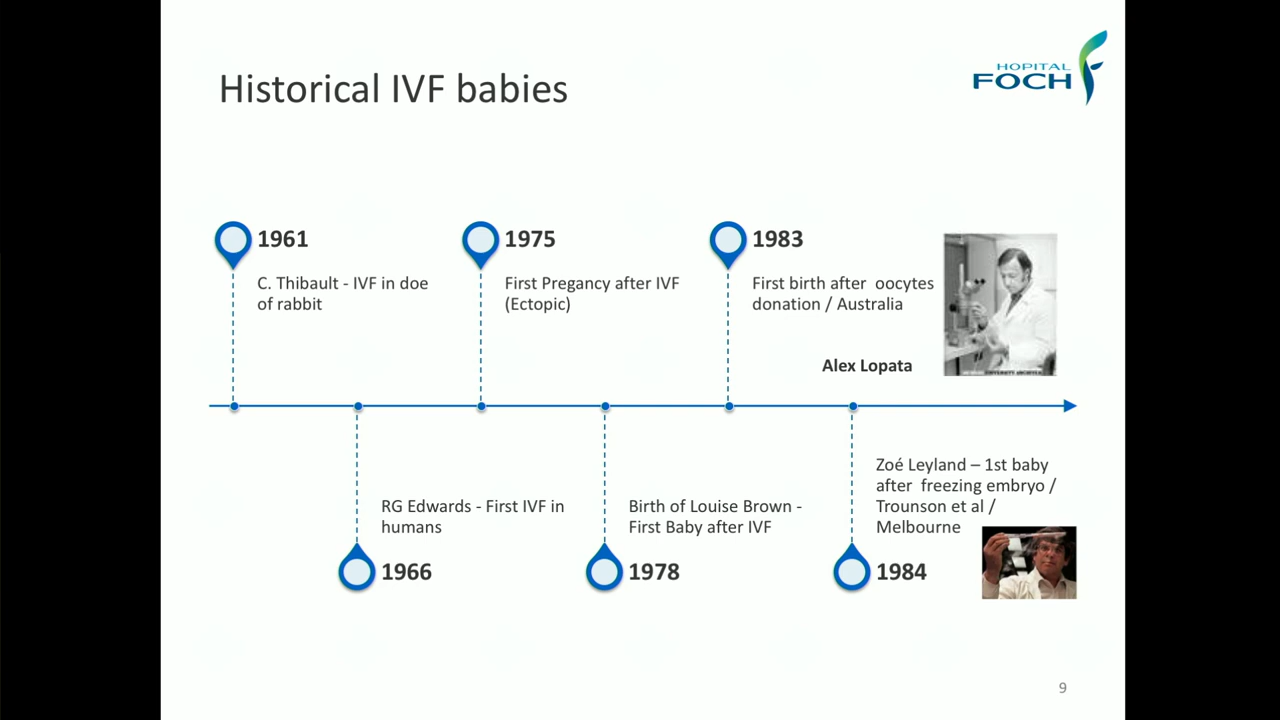 Historical IVF babies
HOPITAL
FOCH
1961
C. Thibault - IVF in doe
of rabbit
1975
First Pregancy after IVF
(Ectopic)
1983
First birth after oocytes
donation / Australia
Alex Lopata
RG Edwards - First IVF in
humans
1966
Birth of Louise Brown -
First Baby after IVF
1978
Zoé Leyland – 1st baby
after freezing embryo /
Trounson et al /
Melbourne
1984
9